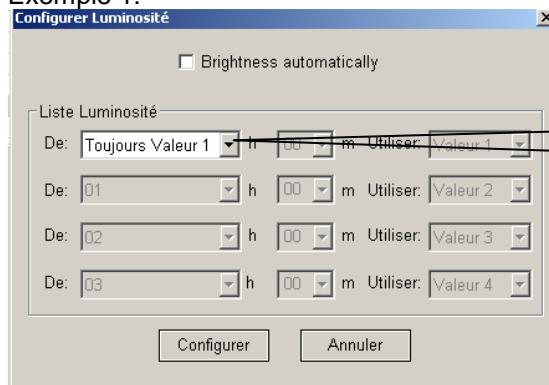 Exemple 1:
Configurer Luminosité
Brightness automatically
Liste Luminosité
De: Toujours Valeur 1 h 00 m Utiliser: Valeur 1
De: 01 h 00 m Utiliser: Valeur 2
De: 02 h 00 m Utiliser: Valeur 3
De: 03 h 00 m Utiliser: Valeur 4
Configurer Annuler